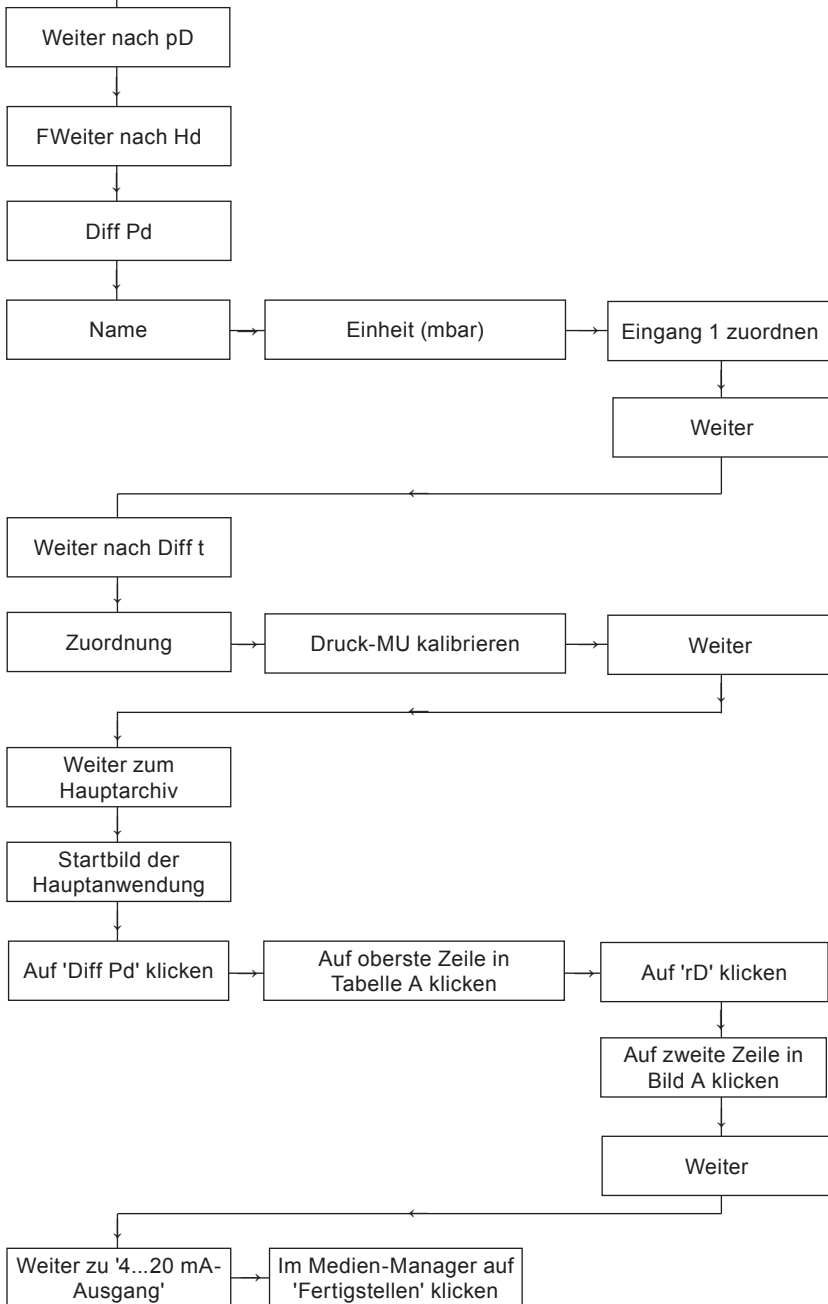 Weiter nach pD
FWeiter nach Hd
Diff Pd
Name
Einheit (mbar)
Eingang 1 zuordnen
Weiter
Weiter nach Diff t
Zuordnung
Druck-MU kalibrieren
Weiter
Weiter zum
Hauptarchiv
Startbild der
Hauptanwendung
Auf 'Diff Pd' klicken
Auf oberste Zeile in
Tabelle A klicken
Auf 'rD' klicken
Auf zweite Zeile in
Bild A klicken
Weiter
Weiter zu '4...20 mA-
Ausgang'
Im Medien-Manager auf
'Fertigstellen' klicken